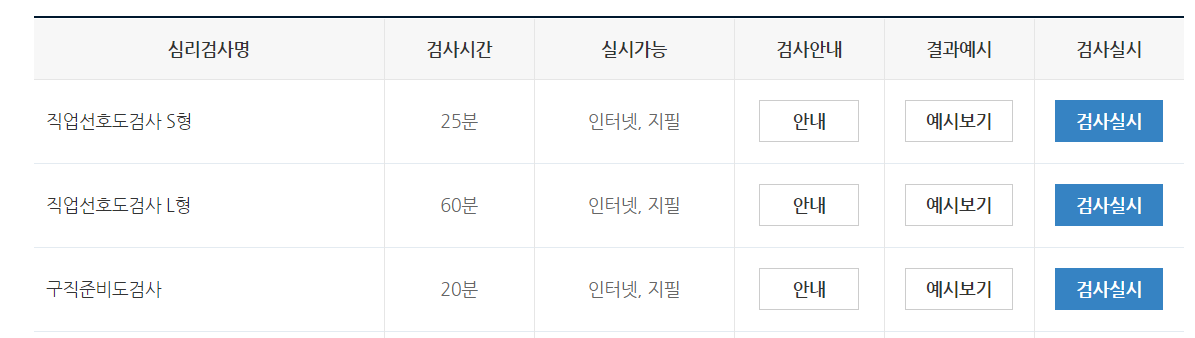 심리검사명 검사시간 실시가능 검사안내 결과예시 검사실시
직업선호도검사 S형 25분 인터넷, 지필 안내 예시보기 검사실시
직업선호도검사 L형 60분 인터넷, 지필 안내 예시보기 검사실시
구직준비도검사 20분 인터넷, 지필 안내 예시보기 검사실시